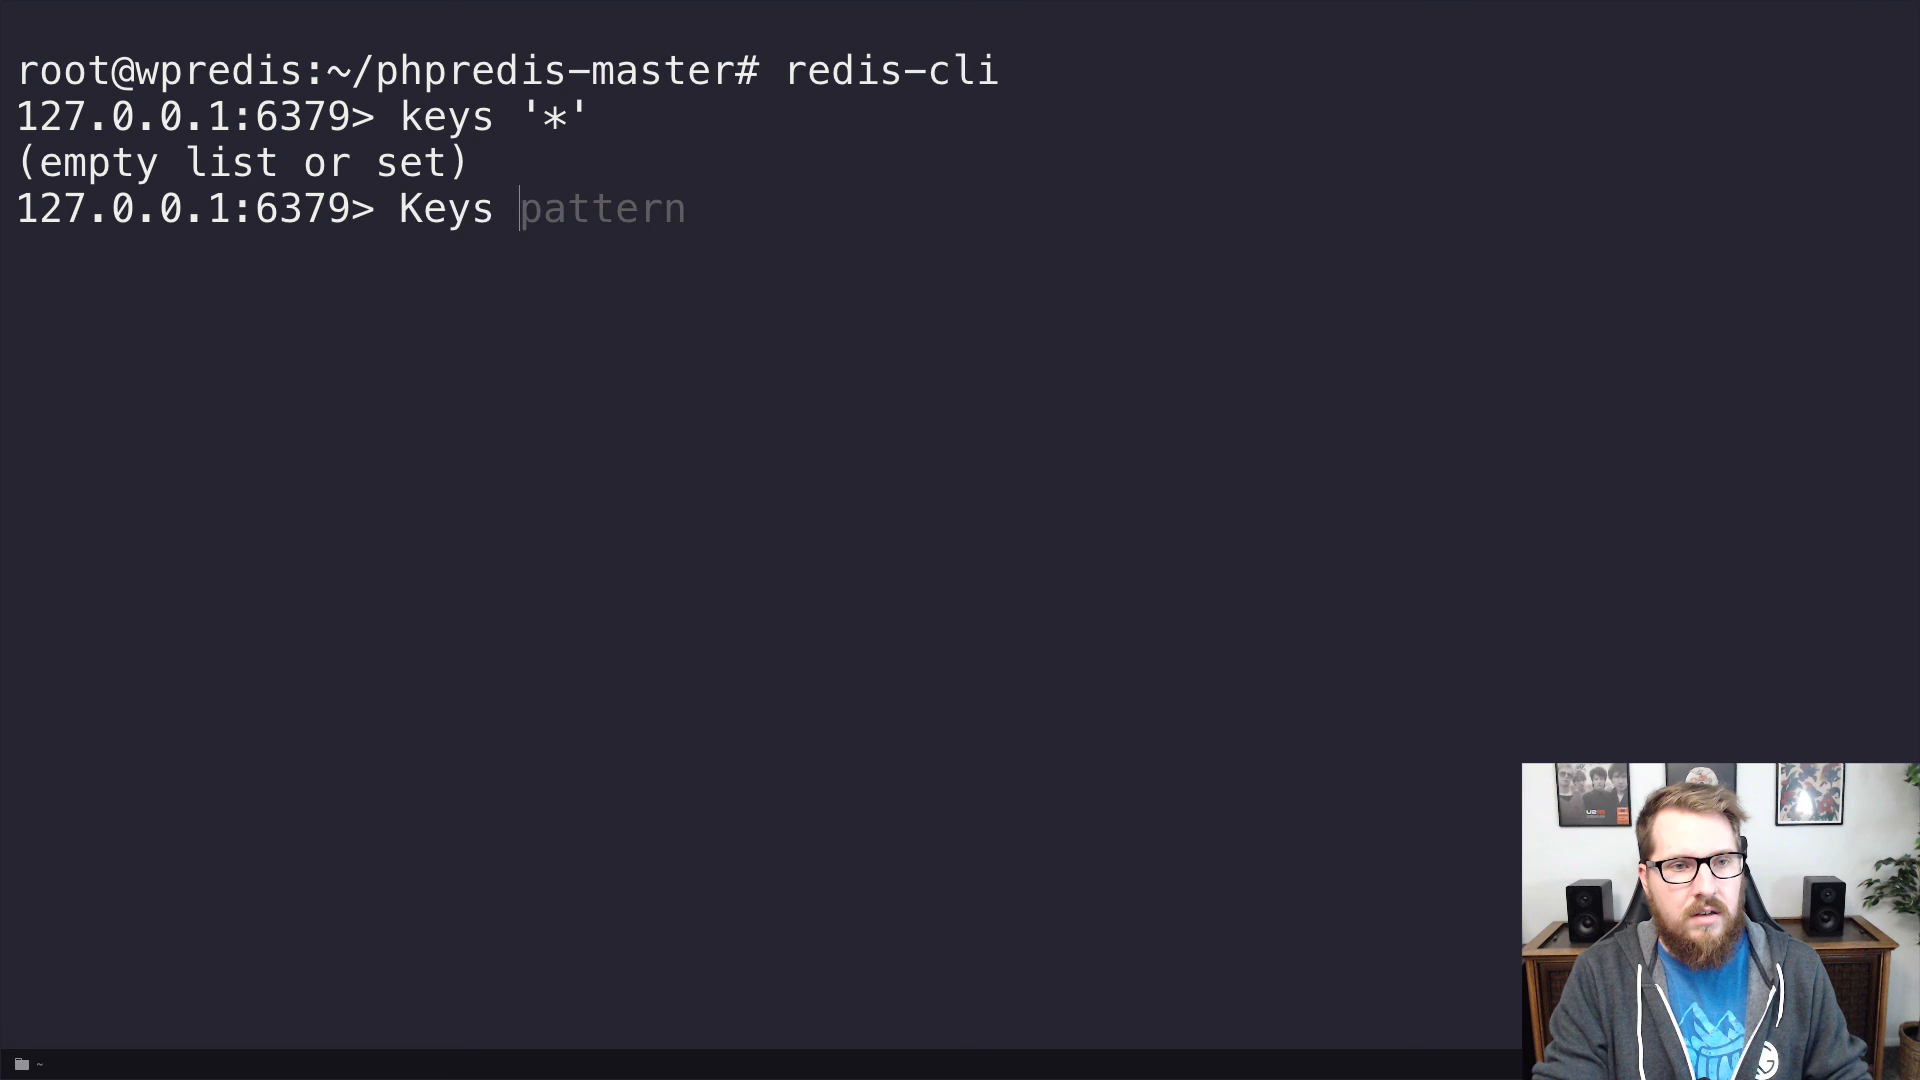 root@wpredis:~/phpredis-master# redis-cli
127.0.0.1:6379> keys '*'
(empty list or set)
127.0.0.1:6379> Keys pattern
~
U2